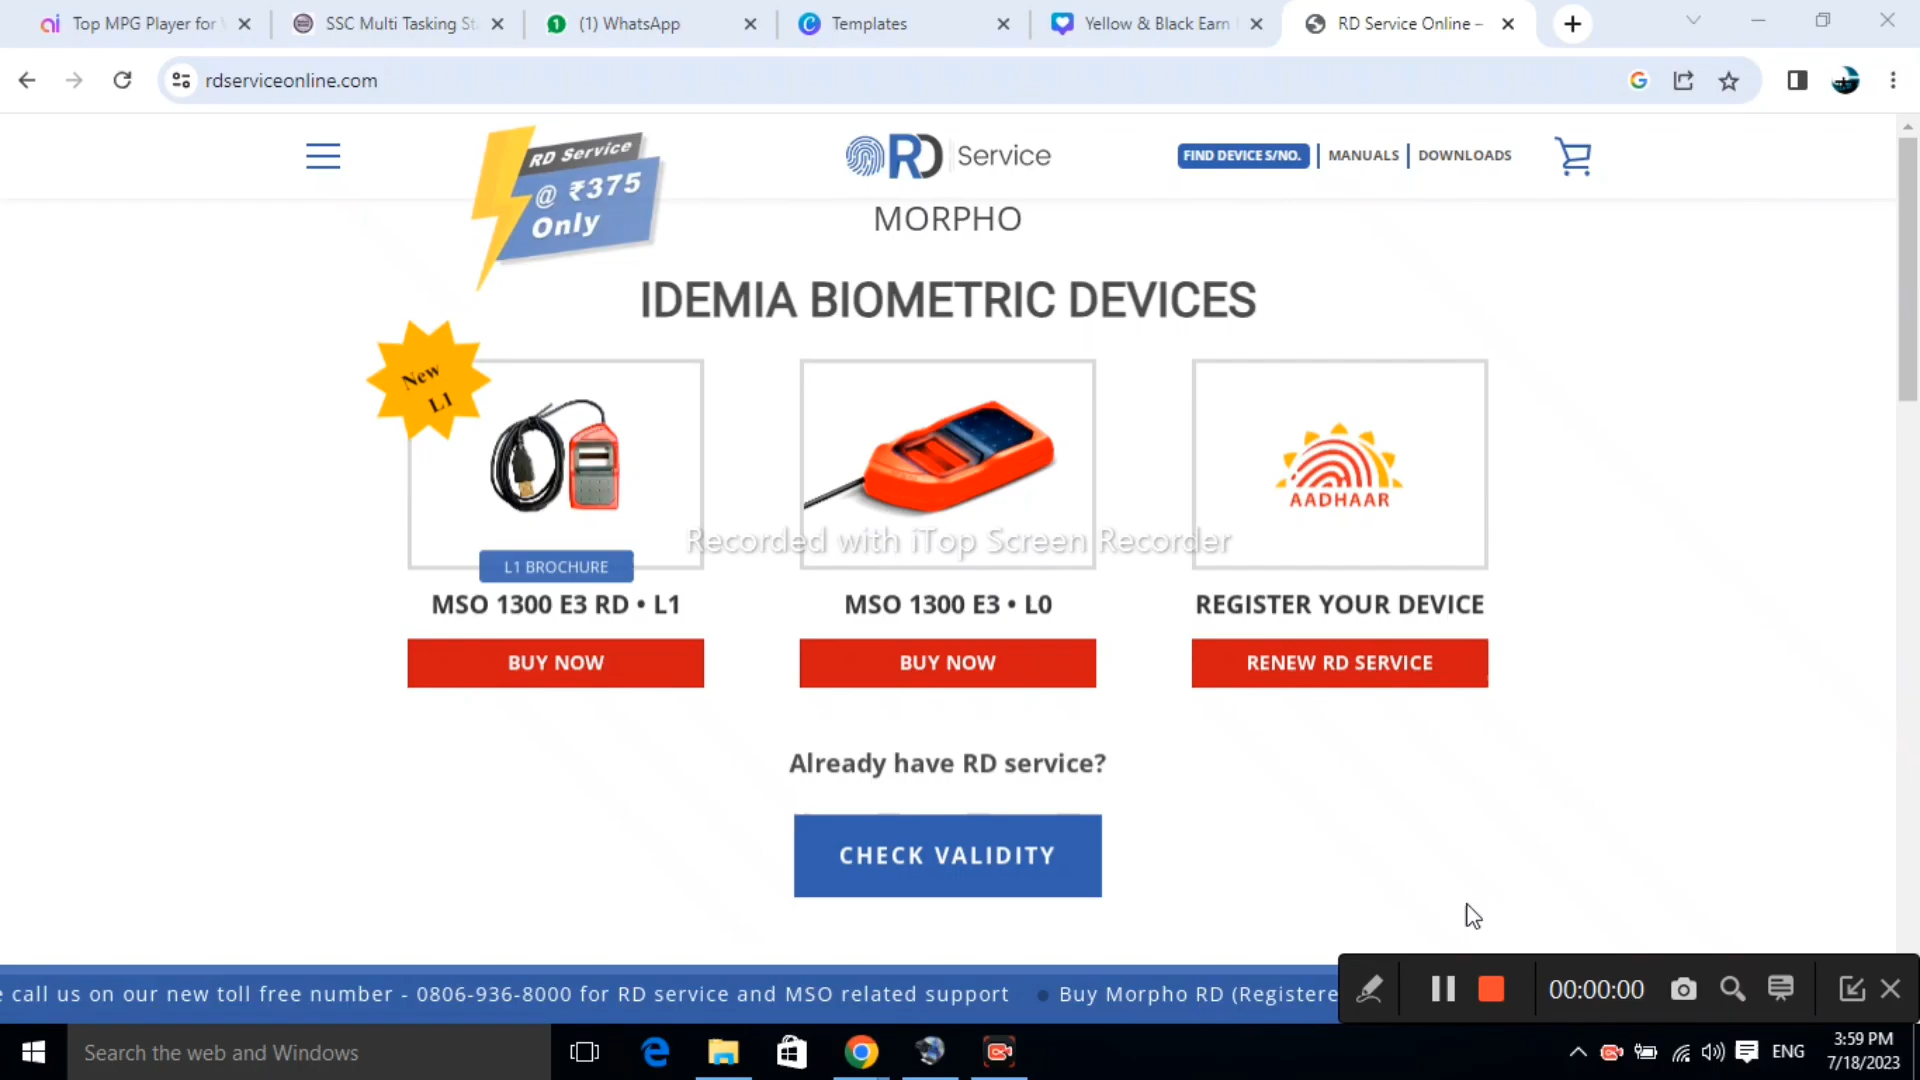 Top MPG Player for
SSC Multi Tasking St
(1) WhatsApp
Templates
Yellow & Black Earn
RD Service Online –
rdserviceonline.com
RD Service
@ ₹375
Only
RD Service
FIND DEVICE S/NO.
MANUALS
DOWNLOADS
MORPHO
IDEMIA BIOMETRIC DEVICES
New
L1
AADHAAR
Recorded with iTop Screen Recorder
L1 BROCHURE
MSO 1300 E3 RD • L1
MSO 1300 E3 • L0
REGISTER YOUR DEVICE
BUY NOW
BUY NOW
RENEW RD SERVICE
Already have RD service?
CHECK VALIDITY
call us on our new toll free number - 0806-936-8000 for RD service and MSO related support
Buy Morpho RD (Registere
00:00:00
Search the web and Windows
ENG
3:59 PM
7/18/2023